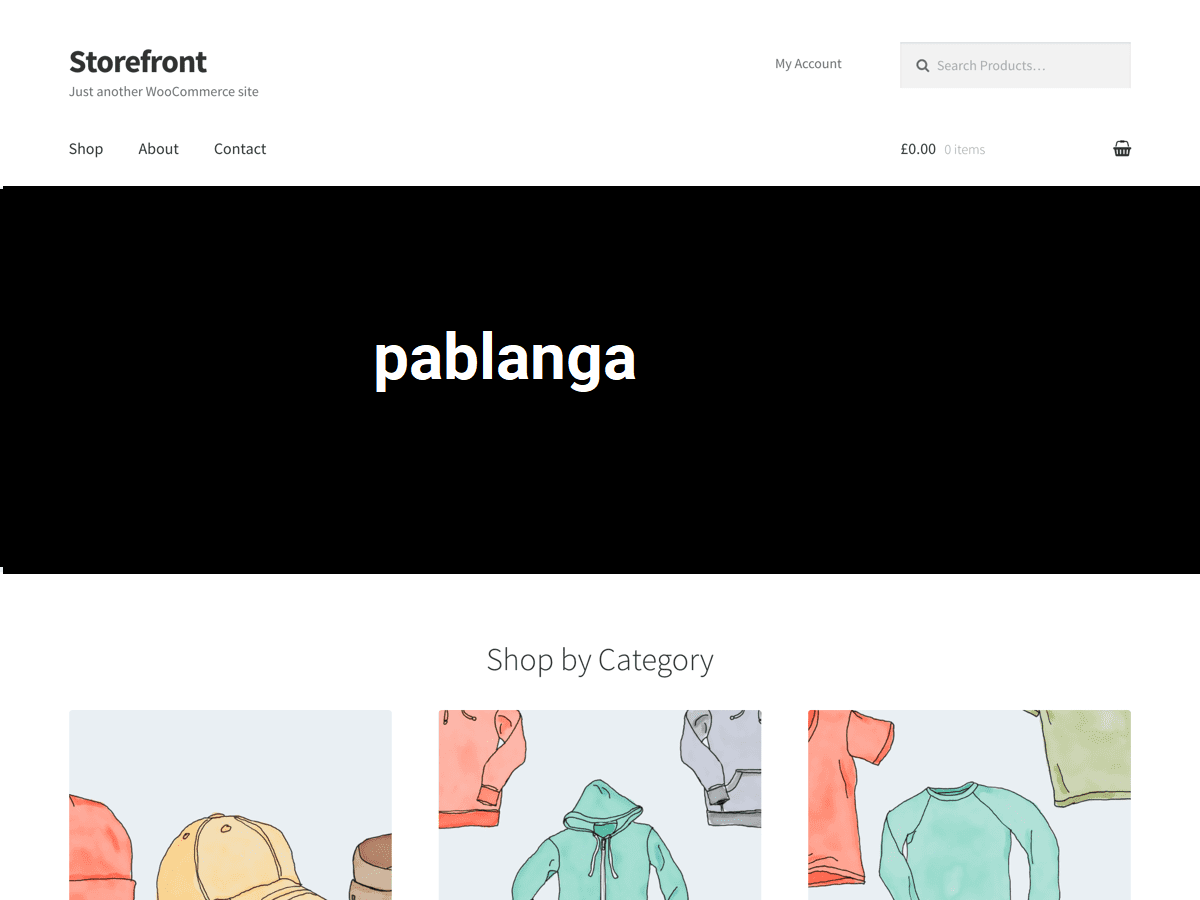 Storefront
Just another WooCommerce site
My Account
Search Products…
Shop
About
Contact
£0.00 0 items
pablanga
Shop by Category